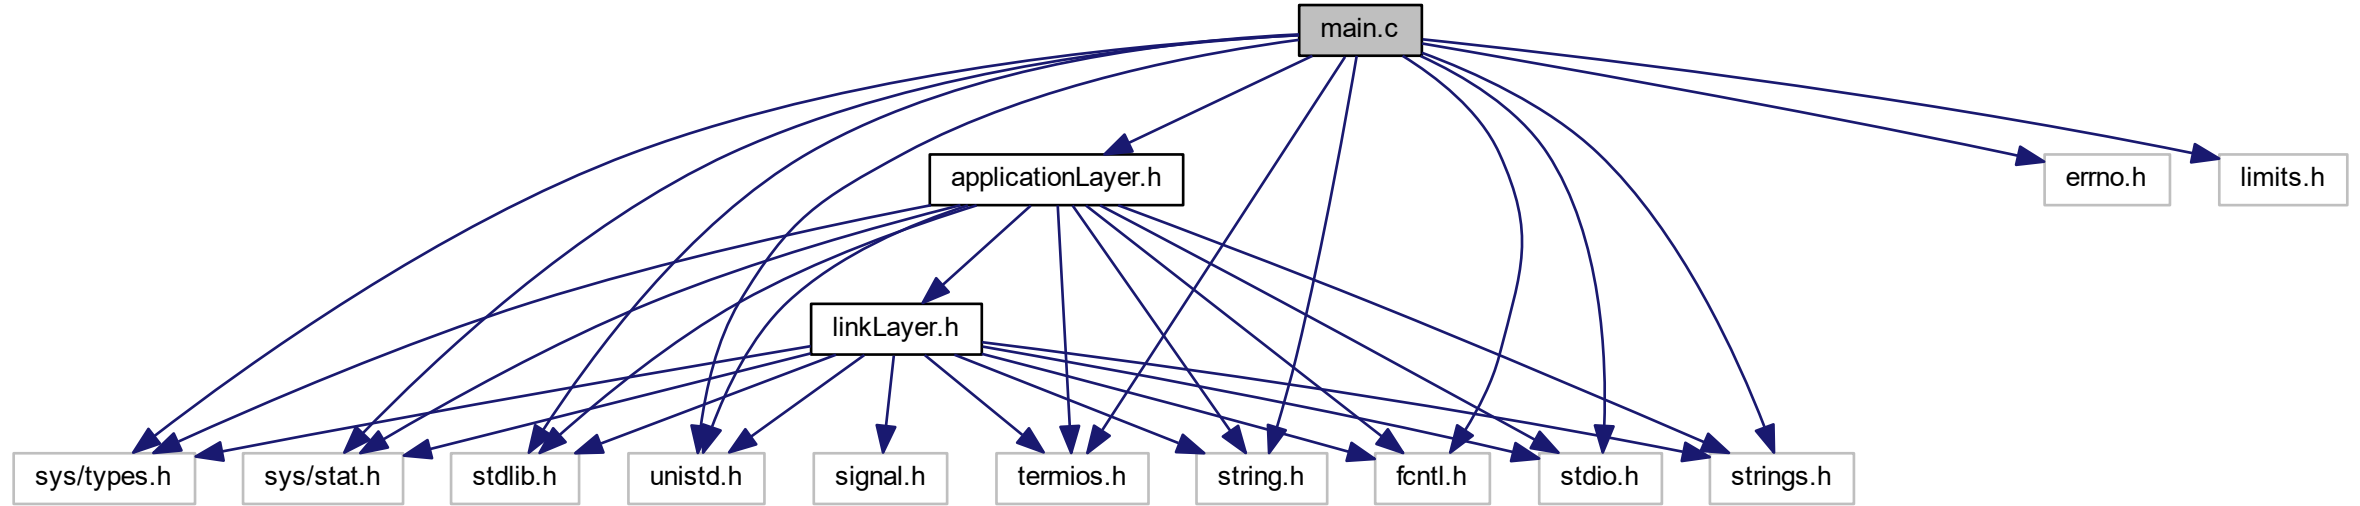 main.c
applicationLayer.h
errno.h
limits.h
linkLayer.h
sys/types.h
sys/stat.h
stdlib.h
unistd.h
signal.h
termios.h
string.h
fcntl.h
stdio.h
strings.h